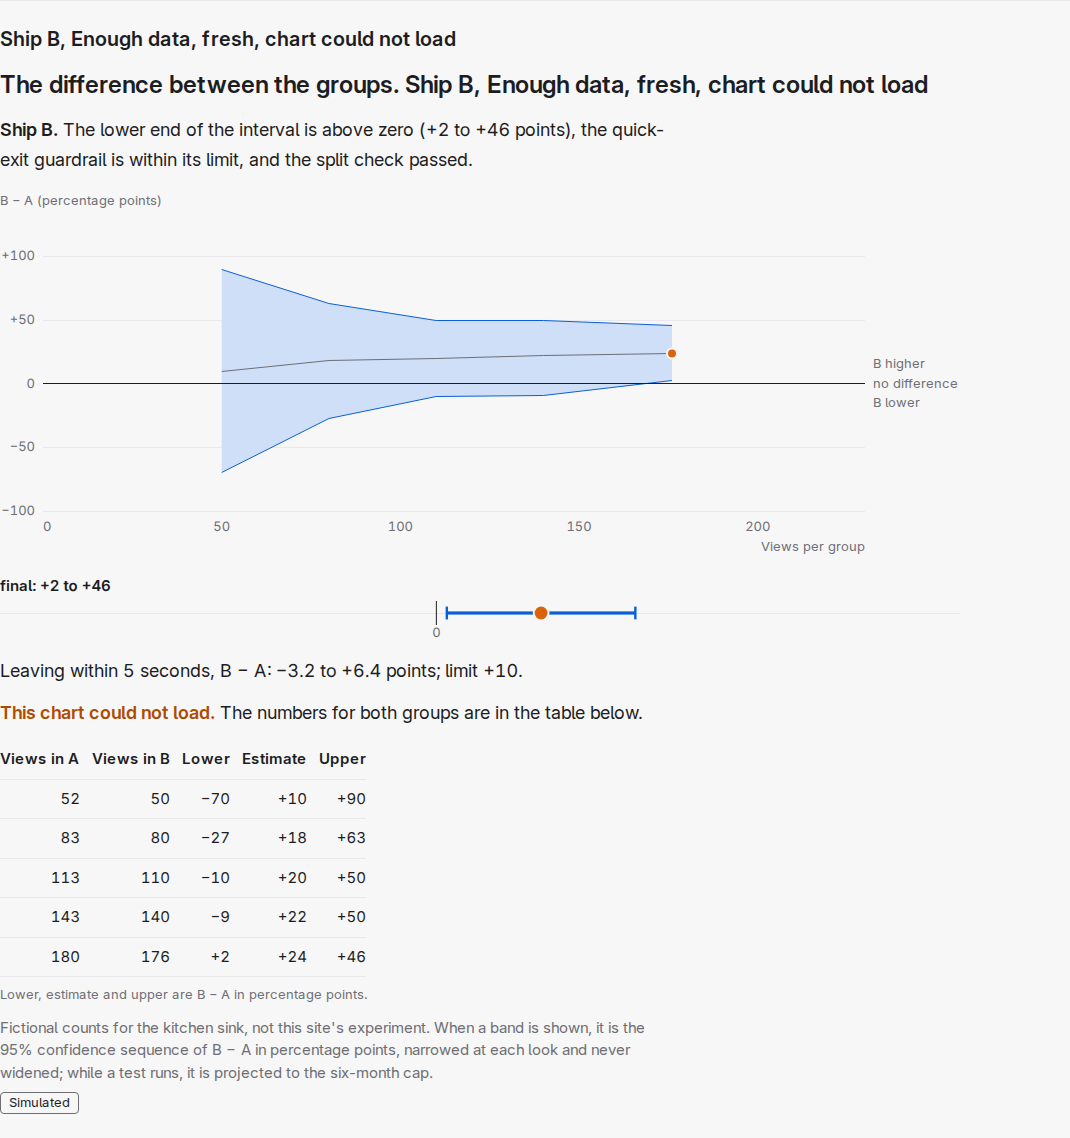 Ship B, Enough data, fresh, chart could not load
The difference between the groups. Ship B, Enough data, fresh, chart could not load
Ship B. The lower end of the interval is above zero (+2 to +46 points), the quick-
exit guardrail is within its limit, and the split check passed.
B − A (percentage points)
+100
+50
0
−50
−100
B higher
no difference
B lower
0 50 100 150 200
Views per group
final: +2 to +46
0
Leaving within 5 seconds, B − A: −3.2 to +6.4 points; limit +10.
This chart could not load. The numbers for both groups are in the table below.
Views in A Views in B Lower Estimate Upper
52 50 −70 +10 +90
83 80 −27 +18 +63
113 110 −10 +20 +50
143 140 −9 +22 +50
180 176 +2 +24 +46
Lower, estimate and upper are B − A in percentage points.
Fictional counts for the kitchen sink, not this site's experiment. When a band is shown, it is the
95% confidence sequence of B − A in percentage points, narrowed at each look and never
widened; while a test runs, it is projected to the six-month cap.
Simulated